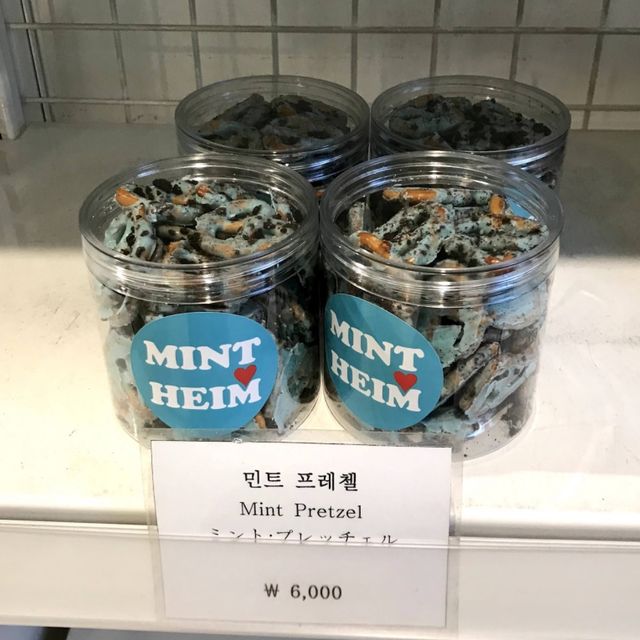 MINT
HEIM
MINT
HEIM
민트 프레첼
Mint Pretzel
ミント·プレッチェル
₩ 6,000